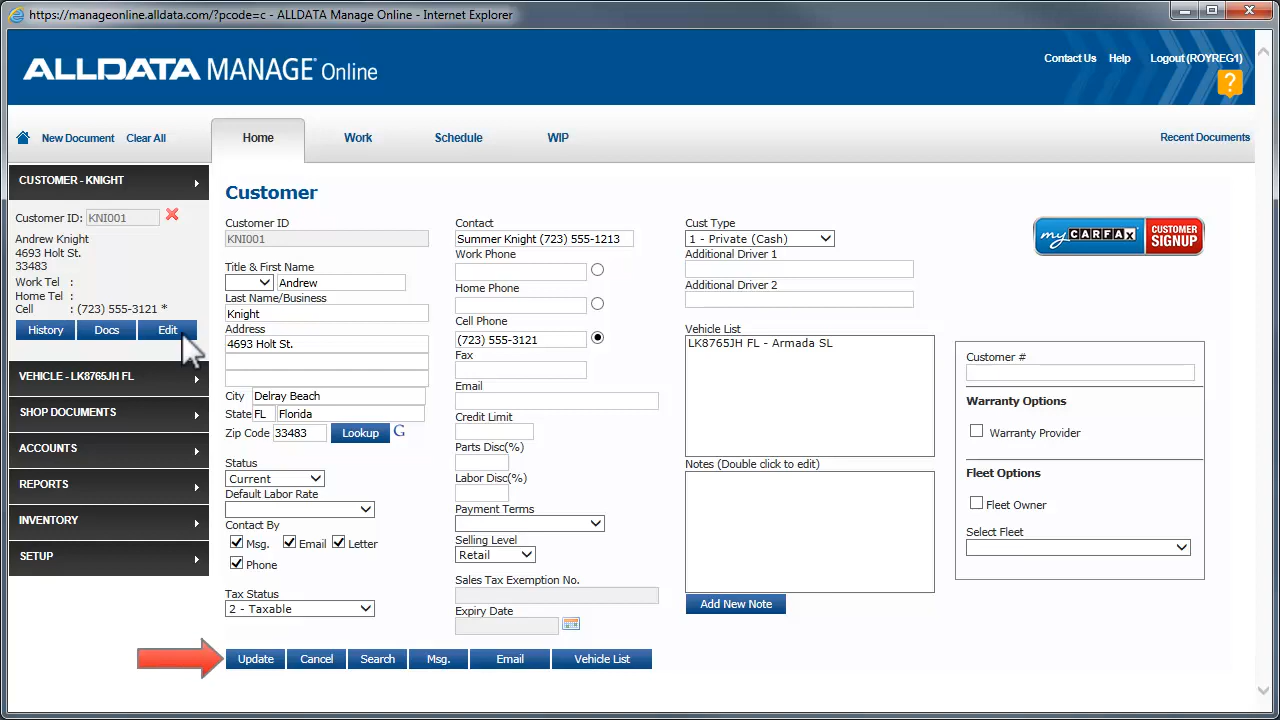 https://manageonline.alldata.com/?pcode=c - ALLDATA Manage Online - Internet Explorer
ALLDATA MANAGE® Online
Contact Us Help Logout (ROYREG1)
?
New Document Clear All
Home Work Schedule WIP
Recent Documents
CUSTOMER - KNIGHT
Customer ID: KNI001
Andrew Knight
4693 Holt St.
33483
Work Tel :
Home Tel :
Cell : (723) 555-3121 *
History Docs Edit
VEHICLE - LK8765JH FL
SHOP DOCUMENTS
ACCOUNTS
REPORTS
INVENTORY
SETUP
Customer
Customer ID
KNI001
Title & First Name
Andrew
Last Name/Business
Knight
Address
4693 Holt St.
City Delray Beach
State FL Florida
Zip Code 33483 Lookup G
Status
Current
Default Labor Rate
Contact By
Msg. Email Letter
Phone
Tax Status
2 - Taxable
Contact
Summer Knight (723) 555-1213
Work Phone
Home Phone
Cell Phone
(723) 555-3121
Fax
Email
Credit Limit
Parts Disc(%)
Labor Disc(%)
Payment Terms
Selling Level
Retail
Sales Tax Exemption No.
Expiry Date
Cust Type
1 - Private (Cash)
Additional Driver 1
Additional Driver 2
Vehicle List
LK8765JH FL - Armada SL
Notes (Double click to edit)
Add New Note
my CARFAX CUSTOMER SIGNUP
Customer #
Warranty Options
Warranty Provider
Fleet Options
Fleet Owner
Select Fleet
Update Cancel Search Msg. Email Vehicle List